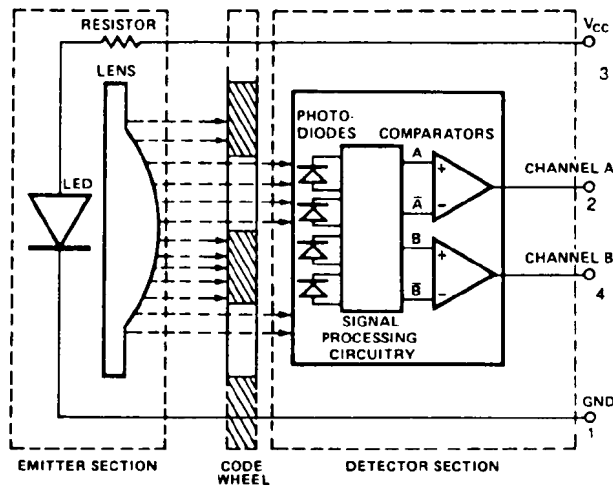 RESISTOR
VCC
3
LENS
LED
PHOTO-
DIODES
COMPARATORS
A
+
CHANNEL A
2
Ā
−
B
+
CHANNEL B
4
B̄
−
SIGNAL
PROCESSING
CIRCUITRY
GND
1
EMITTER SECTION
CODE
WHEEL
DETECTOR SECTION